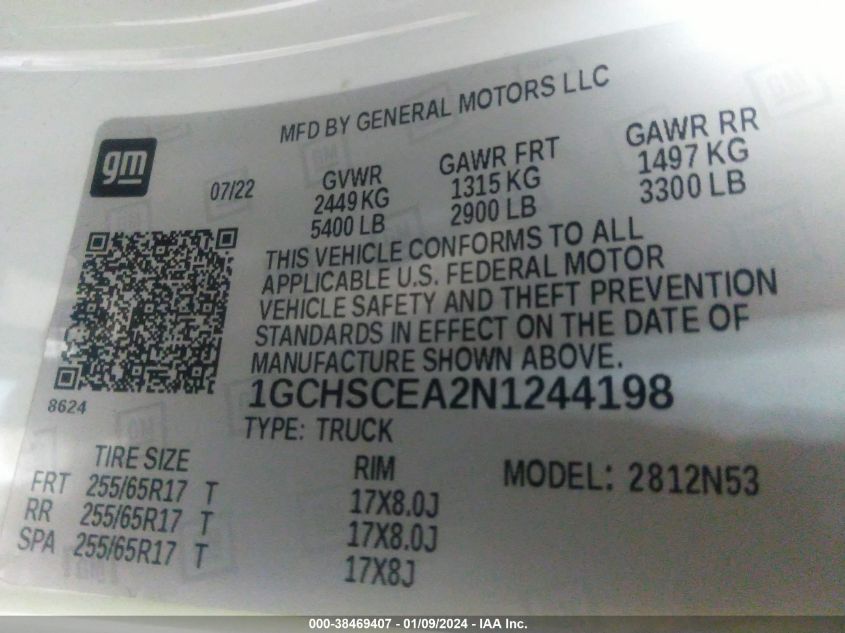 MFD BY GENERAL MOTORS LLC
gm
07/22
GVWR GAWR FRT GAWR RR
2449 KG 1315 KG 1497 KG
5400 LB 2900 LB 3300 LB
THIS VEHICLE CONFORMS TO ALL
APPLICABLE U.S. FEDERAL MOTOR
VEHICLE SAFETY AND THEFT PREVENTION
STANDARDS IN EFFECT ON THE DATE OF
MANUFACTURE SHOWN ABOVE.
8624
1GCHSCEA2N1244198
TYPE: TRUCK
TIRE SIZE RIM MODEL: 2812N53
FRT 255/65R17 T 17X8.0J
RR 255/65R17 T 17X8.0J
SPA 255/65R17 T 17X8J
000-38469407 - 01/09/2024 - IAA Inc.